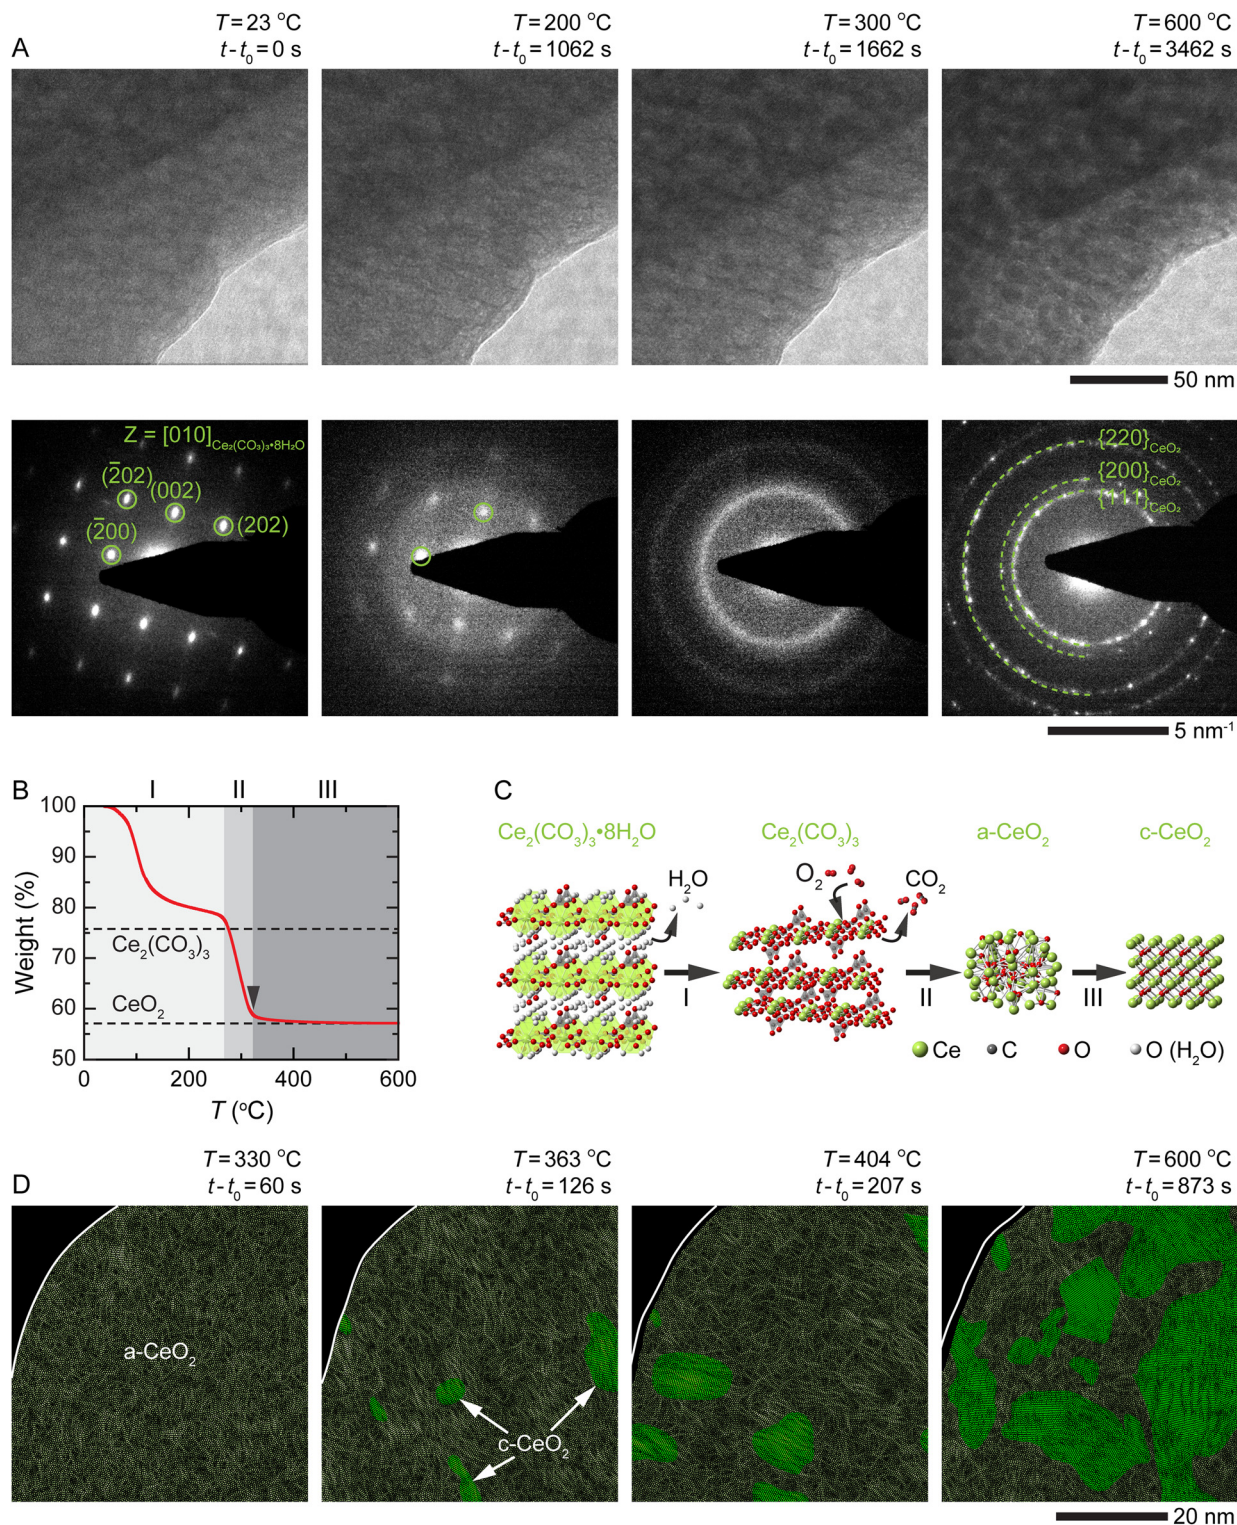 T = 23 °C
t - t₀ = 0 s
T = 200 °C
t - t₀ = 1062 s
T = 300 °C
t - t₀ = 1662 s
T = 600 °C
t - t₀ = 3462 s
A
50 nm
Z = [010]Ce₂(CO₃)₃•8H₂O
(2̄02)
(002)
(202)
(2̄00)
{220}CeO₂
{200}CeO₂
{111}CeO₂
5 nm⁻¹
B
I
II
III
100
90
80
70
60
50
Weight (%)
Ce₂(CO₃)₃
CeO₂
0
200
400
600
T (°C)
C
Ce₂(CO₃)₃•8H₂O
Ce₂(CO₃)₃
a-CeO₂
c-CeO₂
H₂O
O₂
CO₂
I
II
III
Ce
C
O
O (H₂O)
T = 330 °C
t - t₀ = 60 s
T = 363 °C
t - t₀ = 126 s
T = 404 °C
t - t₀ = 207 s
T = 600 °C
t - t₀ = 873 s
D
a-CeO₂
c-CeO₂
20 nm